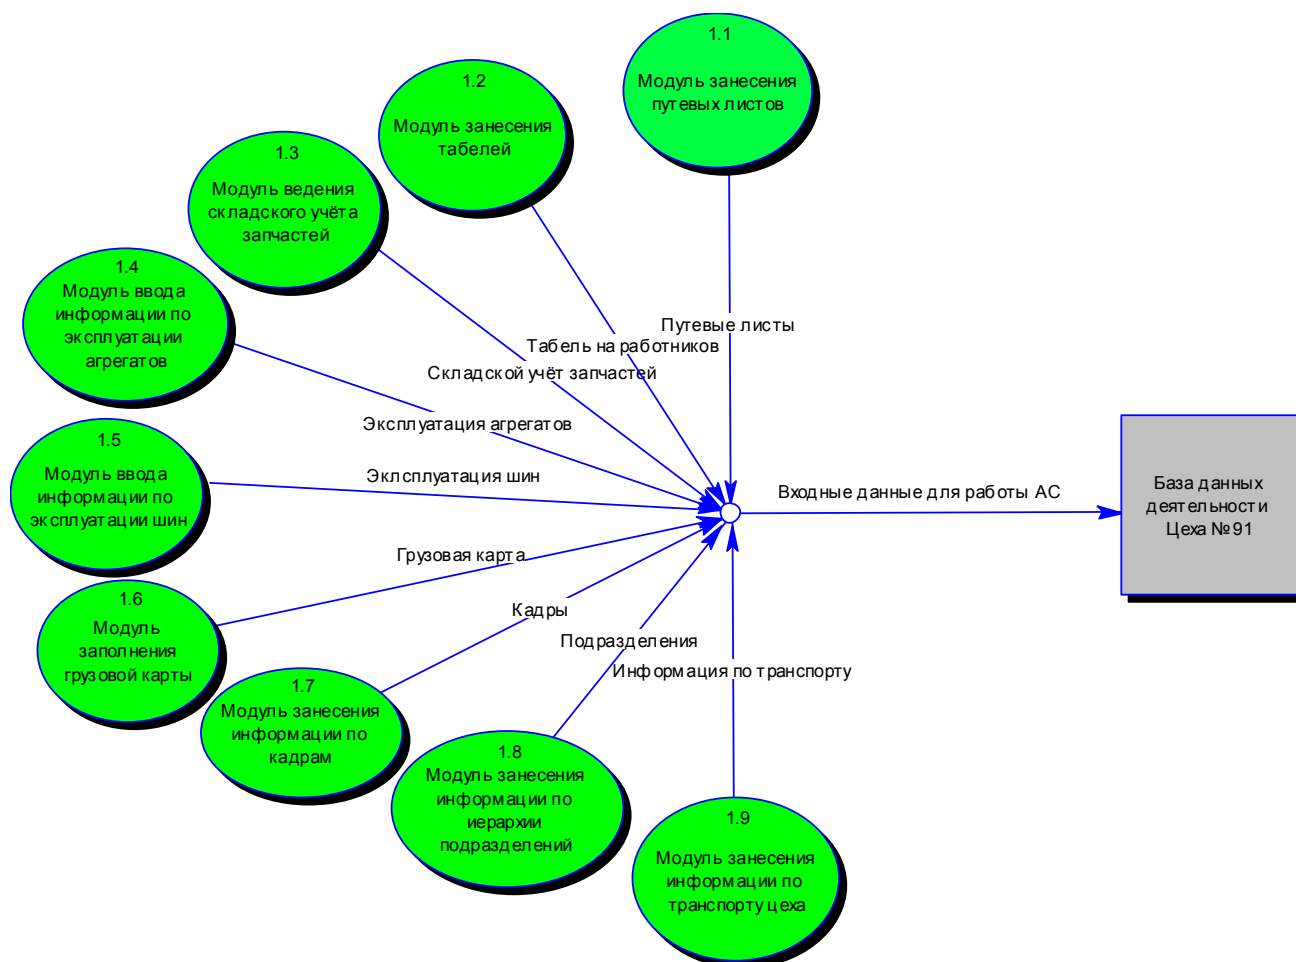 1.1
Модуль занесения
путевых листов
1.2
Модуль занесения
табелей
1.3
Модуль ведения
складского учёта
запчастей
1.4
Модуль ввода
информации по
эксплуатации
агрегатов
1.5
Модуль ввода
информации по
эксплуатации шин
1.6
Модуль
заполнения
грузовой карты
1.7
Модуль занесения
информации по
кадрам
1.8
Модуль занесения
информации по
иерархии
подразделений
1.9
Модуль занесения
информации по
транспорту цеха
Путевые листы
Табель на работников
Складской учёт запчастей
Эксплуатация агрегатов
Эклсплуатация шин
Грузовая карта
Кадры
Подразделения
Информация по транспорту
Входные данные для работы АС
База данных
деятельности
Цеха №91